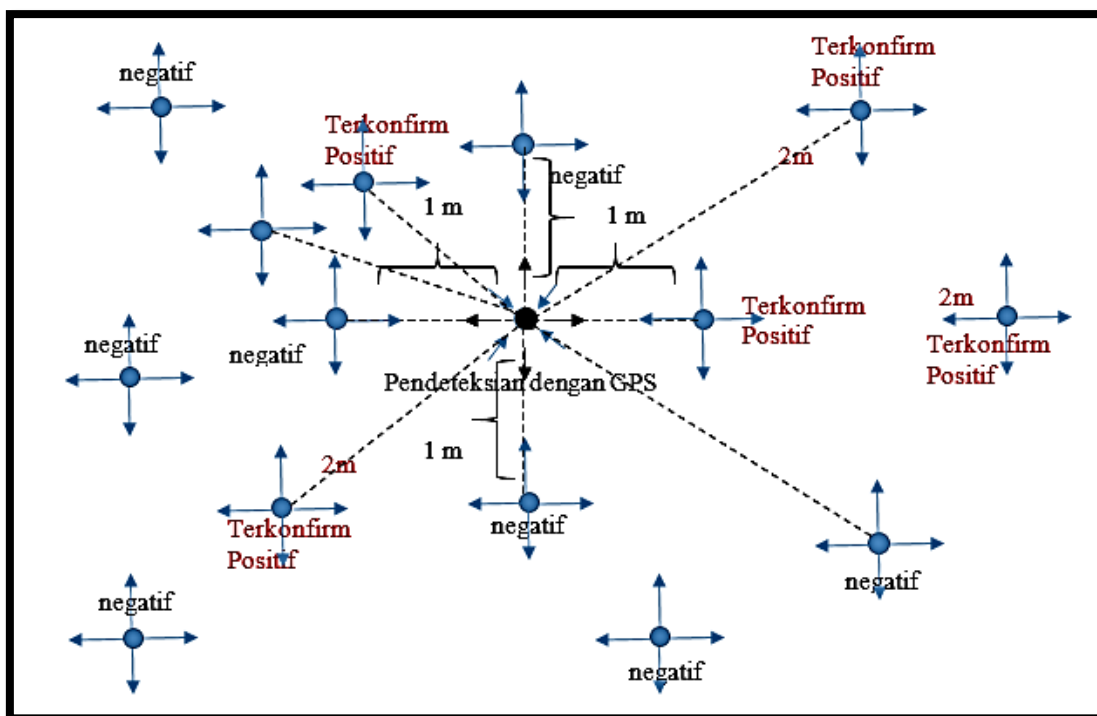 Terkonfirm
Positif
negatif
Terkonfirm
Positif
2m
negatif
1 m
1 m
2m
Terkonfirm
Positif
Terkonfirm
Positif
negatif
negatif
Pendeteksian dengan GPS
1 m
2m
Terkonfirm
Positif
negatif
negatif
negatif
negatif